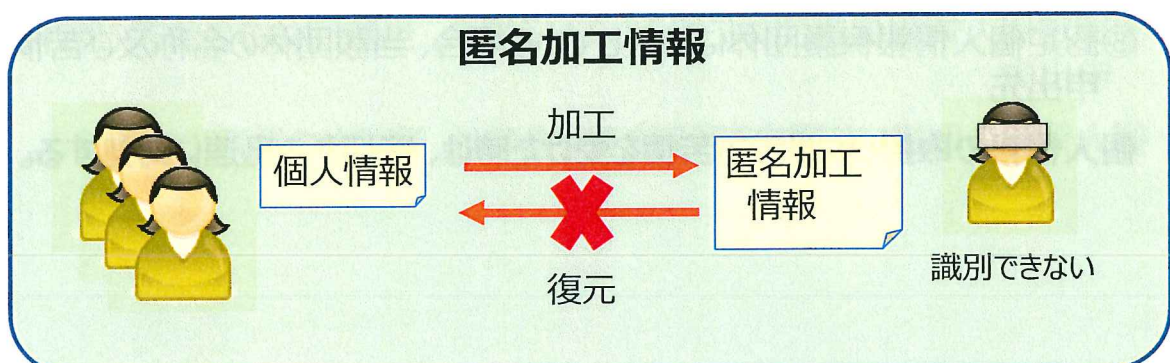 匿名加工情報
加工
個人情報
匿名加工
情報
復元
識別できない